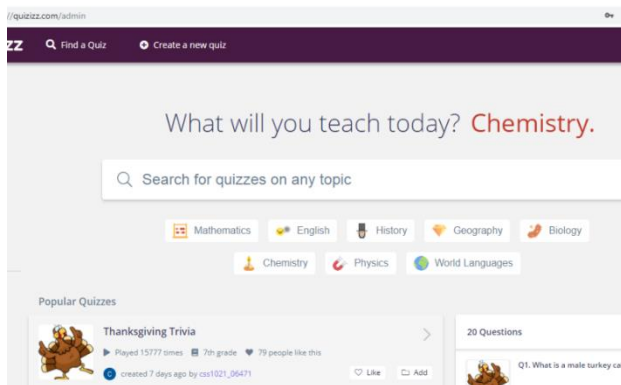 //quizizz.com/admin
zz Find a Quiz Create a new quiz
What will you teach today? Chemistry.
Search for quizzes on any topic
Mathematics English History Geography Biology
Chemistry Physics World Languages
Popular Quizzes
Thanksgiving Trivia
Played 15777 times 7th grade 79 people like this
C created 7 days ago by css1021_06471
Like Add
20 Questions
Q1. What is a male turkey ca